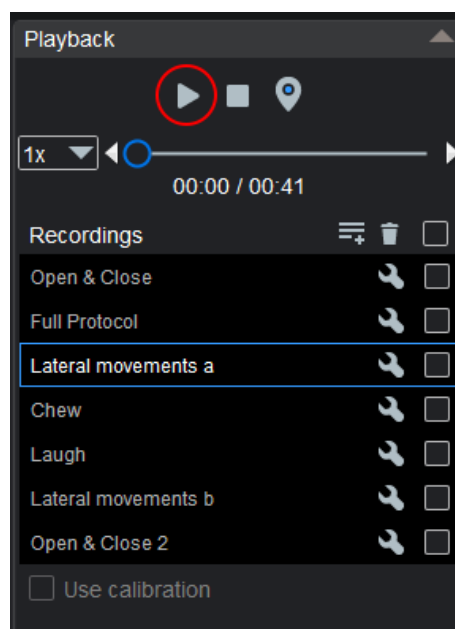 Playback
1x
00:00 / 00:41
Recordings
Open & Close
Full Protocol
Lateral movements a
Chew
Laugh
Lateral movements b
Open & Close 2
Use calibration